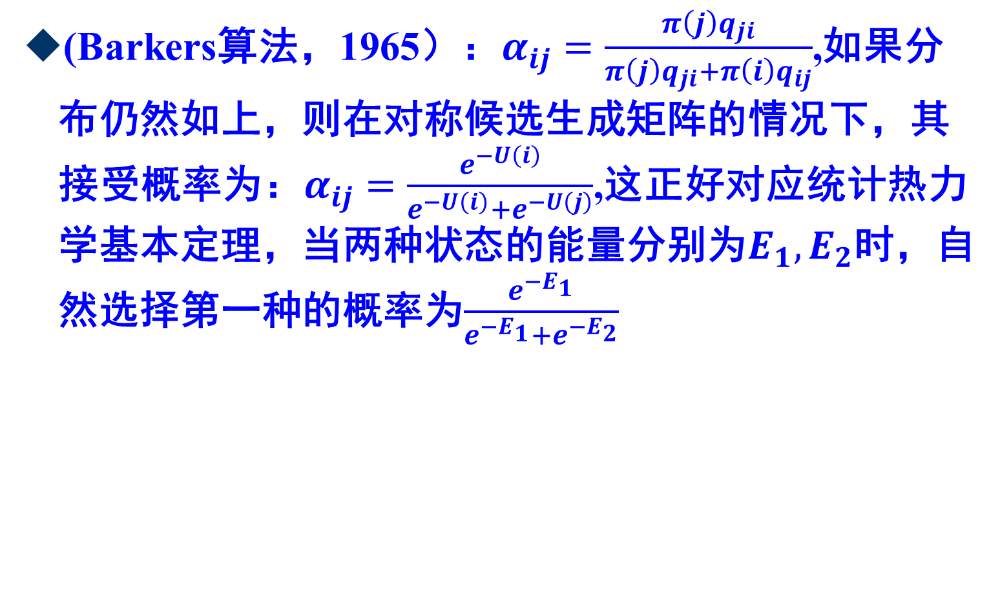 ◆(Barkers算法，1965）：$\alpha_{ij} = \frac{\pi(j)q_{ji}}{\pi(j)q_{ji}+\pi(i)q_{ij}}$,如果分
布仍然如上，则在对称候选生成矩阵的情况下，其
接受概率为：$\alpha_{ij} = \frac{e^{-U(i)}}{e^{-U(i)}+e^{-U(j)}}$,这正好对应统计热力
学基本定理，当两种状态的能量分别为$E_1, E_2$时，自
然选择第一种的概率为$\frac{e^{-E_1}}{e^{-E_1}+e^{-E_2}}$